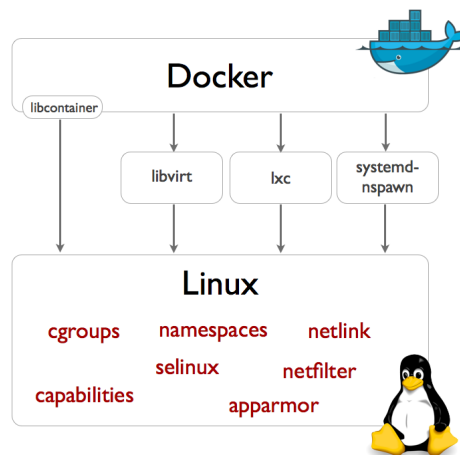 Docker
libcontainer
libvirt
lxc
systemd-
nspawn
Linux
cgroups
namespaces
netlink
selinux
netfilter
capabilities
apparmor